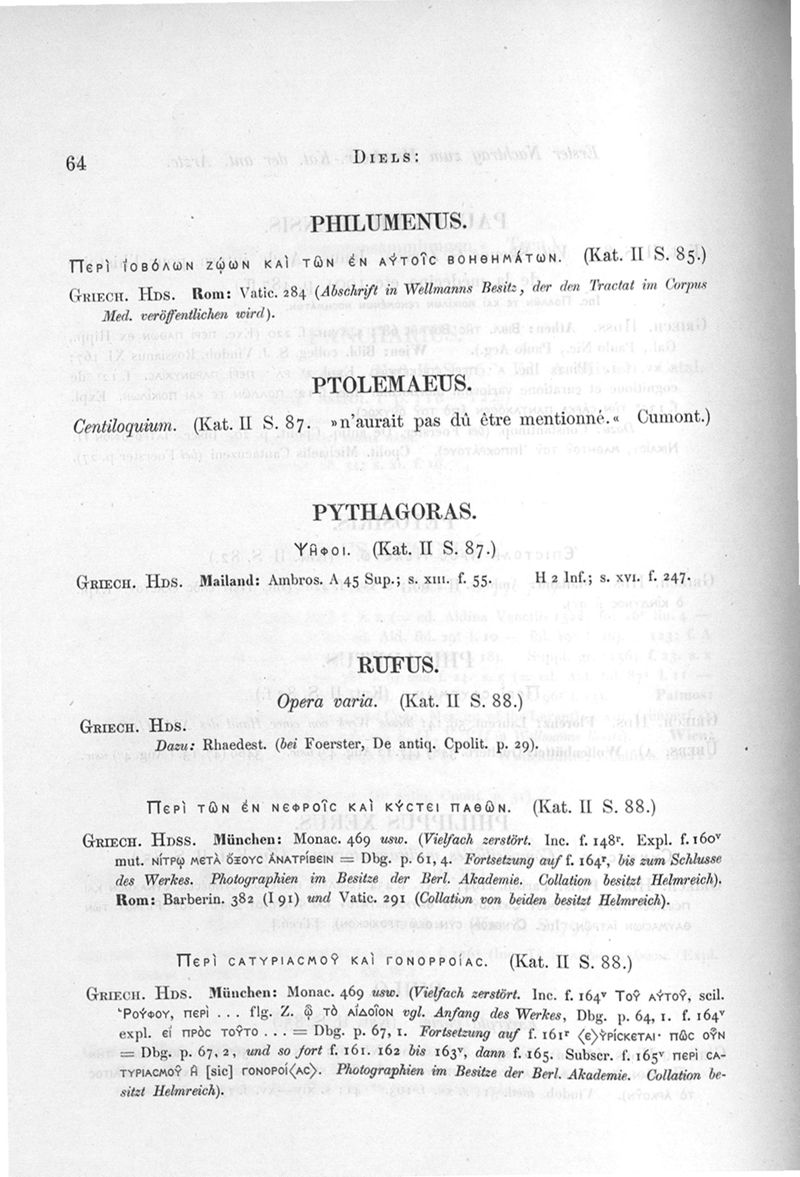 64
DIELS:
PHILUMENUS.
Περὶ ἰοβόλων ζῴων καὶ τῶν ἐν αὐτοῖς βοηθημάτων. (Kat. II S. 85.)
GRIECH. HDS. Rom: Vatic. 284 (Abschrift in Wellmanns Besitz, der den Tractat im Corpus
Med. veröffentlichen wird).
PTOLEMAEUS.
Centiloquium. (Kat. II S. 87. »n'aurait pas dû être mentionné.« Cumont.)
PYTHAGORAS.
Ψῆφοι. (Kat. II S. 87.)
GRIECH. HDS. Mailand: Ambros. A 45 Sup.; s. XIII. f. 55. H 2 Inf.; s. XVI. f. 247.
RUFUS.
Opera varia. (Kat. II S. 88.)
GRIECH. HDS.
Dazu: Rhaedest. (bei Foerster, De antiq. Cpolit. p. 29).
Περὶ τῶν ἐν νεφροῖς καὶ κύστει παθῶν. (Kat. II S. 88.)
GRIECH. HDSS. München: Monac. 469 usw. (Vielfach zerstört. Inc. f. 148ʳ. Expl. f. 160ᵛ
mut. νίτρῳ μετὰ ὄξους ἀνατρίβειν = Dbg. p. 61, 4. Fortsetzung auf f. 164ʳ, bis zum Schlusse
des Werkes. Photographien im Besitze der Berl. Akademie. Collation besitzt Helmreich).
Rom: Barberin. 382 (I 91) und Vatic. 291 (Collation von beiden besitzt Helmreich).
Περὶ σατυριασμοῦ καὶ γονορροίας. (Kat. II S. 88.)
GRIECH. HDS. München: Monac. 469 usw. (Vielfach zerstört. Inc. f. 164ᵛ Τοῦ αὐτοῦ, scil.
Ῥούφου, περὶ . . . flg. Z. ᾧ τὸ αἰδοῖον vgl. Anfang des Werkes, Dbg. p. 64, 1. f. 164ᵛ
expl. εἰ πρὸς τοῦτο . . . = Dbg. p. 67, 1. Fortsetzung auf f. 161ʳ ⟨ε⟩ὑρίσκεται· πῶς οὖν
= Dbg. p. 67, 2, und so fort f. 161. 162 bis 163ᵛ, dann f. 165. Subscr. f. 165ᵛ περὶ σα-
τυριασμοῦ ἢ [sic] γονοροί⟨ας⟩. Photographien im Besitze der Berl. Akademie. Collation be-
sitzt Helmreich).